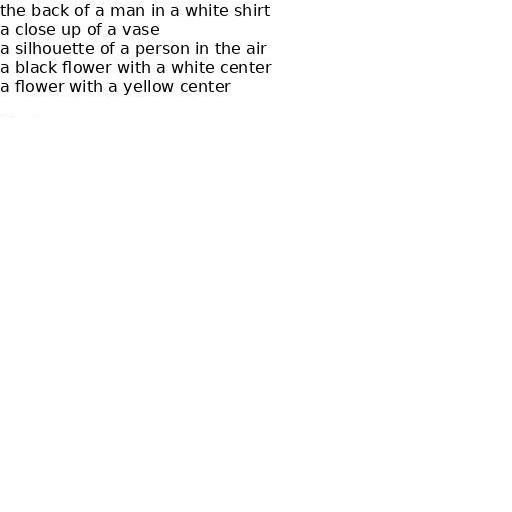 the back of a man in a white shirt
a close up of a vase
a silhouette of a person in the air
a black flower with a white center
a flower with a yellow center